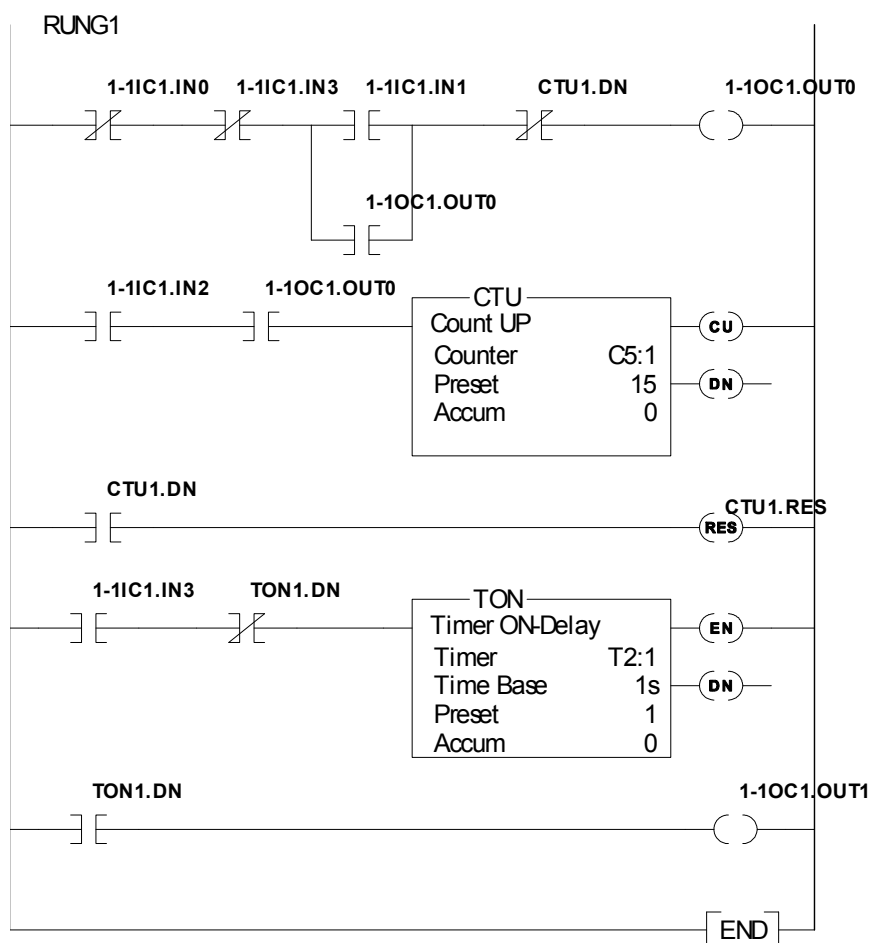 RUNG1
1-1IC1.IN0 1-1IC1.IN3 1-1IC1.IN1 CTU1.DN 1-1OC1.OUT0
1-1OC1.OUT0
1-1IC1.IN2 1-1OC1.OUT0
CTU
Count UP
CU
Counter C5:1
Preset 15
DN
Accum 0
CTU1.DN
CTU1.RES
RES
1-1IC1.IN3 TON1.DN
TON
Timer ON-Delay
EN
Timer T2:1
Time Base 1s
DN
Preset 1
Accum 0
TON1.DN 1-1OC1.OUT1
END